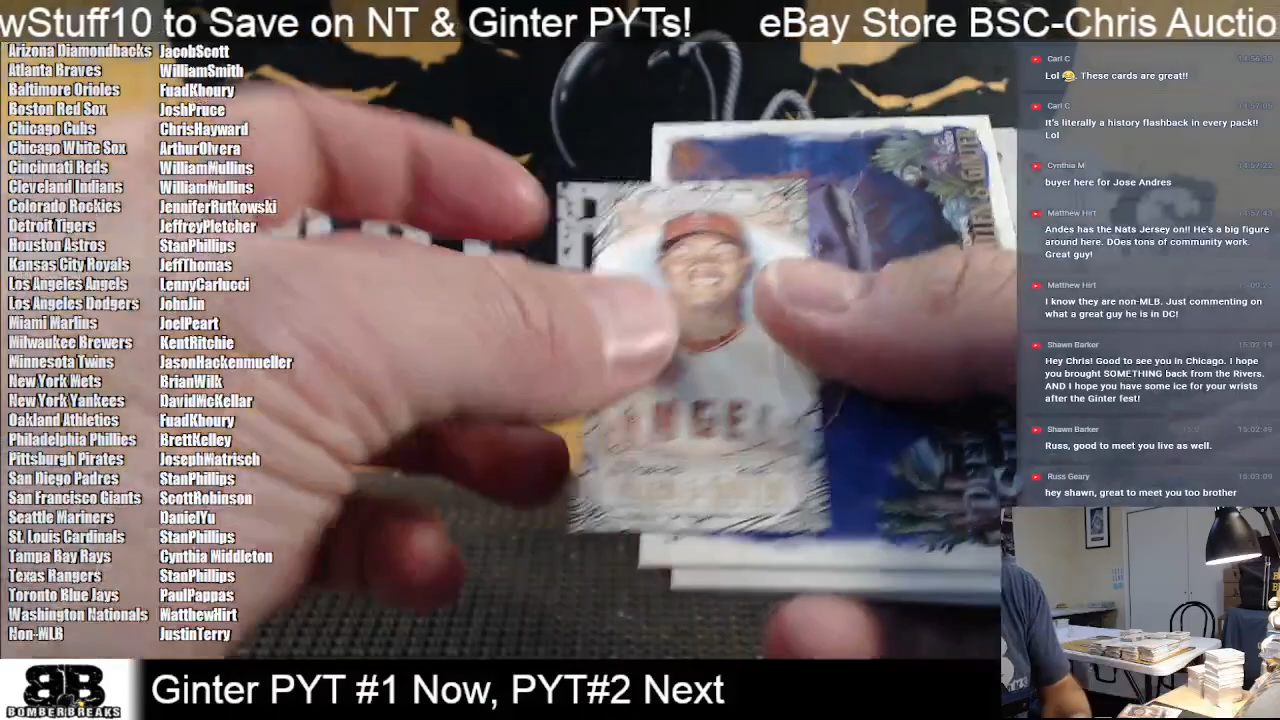 wStuff10 to Save on NT & Ginter PYTs! eBay Store BSC-Chris Auctio
Arizona Diamondbacks JacobScott
Atlanta Braves WilliamSmith
Baltimore Orioles FuadKhoury
Boston Red Sox JoshPruce
Chicago Cubs ChrisHayward
Chicago White Sox ArthurOlvera
Cincinnati Reds WilliamMullins
Cleveland Indians WilliamMullins
Colorado Rockies JenniferRutkowski
Detroit Tigers JeffreyPletcher
Houston Astros StanPhillips
Kansas City Royals JeffThomas
Los Angeles Angels LennyCarlucci
Los Angeles Dodgers JohnJin
Miami Marlins JoelPeart
Milwaukee Brewers KentRitchie
Minnesota Twins JasonHackenmueller
New York Mets BrianWilk
New York Yankees DavidMcKellar
Oakland Athletics FuadKhoury
Philadelphia Phillies BrettKelley
Pittsburgh Pirates JosephMatrisch
San Diego Padres StanPhillips
San Francisco Giants ScottRobinson
Seattle Mariners DanielYu
St. Louis Cardinals StanPhillips
Tampa Bay Rays Cynthia Middleton
Texas Rangers StanPhillips
Toronto Blue Jays PaulPappas
Washington Nationals MatthewHirt
Non-MLB JustinTerry
ANGEL
Carl C
Lol 😂 These cards are great!!
Carl C
It's literally a history flashback in every pack!!
Lol
Cynthia M
buyer here for Jose Andres
Matthew Hirt
Andes has the Nats Jersey on!! He's a big figure
around here. DOes tons of community work.
Great guy!
Matthew Hirt
I know they are non-MLB. Just commenting on
what a great guy he is in DC!
Shawn Barker
Hey Chris! Good to see you in Chicago. I hope
you brought SOMETHING back from the Rivers.
AND I hope you have some ice for your wrists
after the Ginter fest!
Shawn Barker
Russ, good to meet you live as well.
Russ Geary
hey shawn, great to meet you too brother
BB
BOMBERBREAKS
Ginter PYT #1 Now, PYT#2 Next